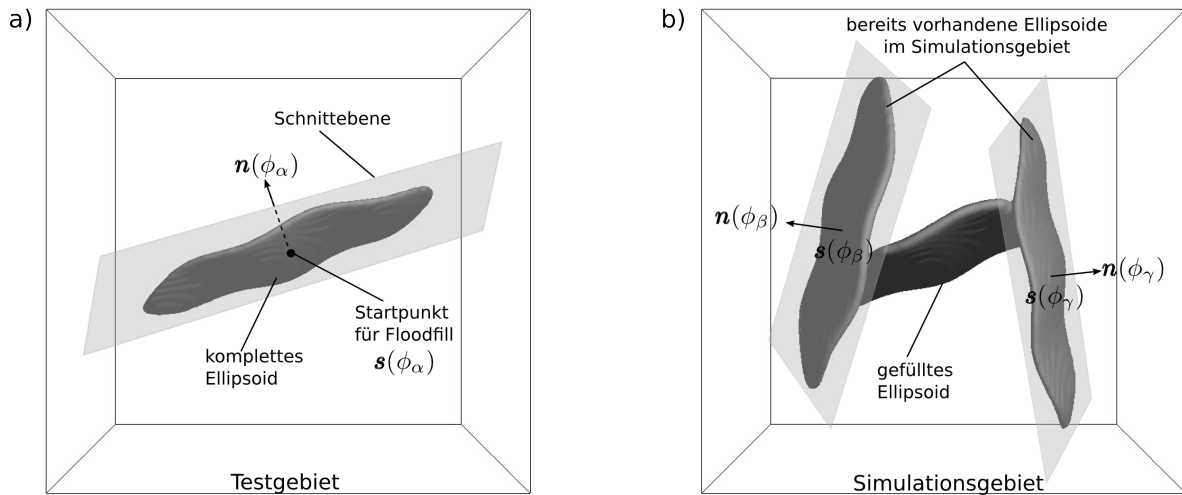 a)
Schnittebene
n(ϕα)
Startpunkt
für Floodfill
s(ϕα)
komplettes
Ellipsoid
Testgebiet
b)
bereits vorhandene Ellipsoide
im Simulationsgebiet
n(ϕβ)
s(ϕβ)
n(ϕγ)
s(ϕγ)
gefülltes
Ellipsoid
Simulationsgebiet